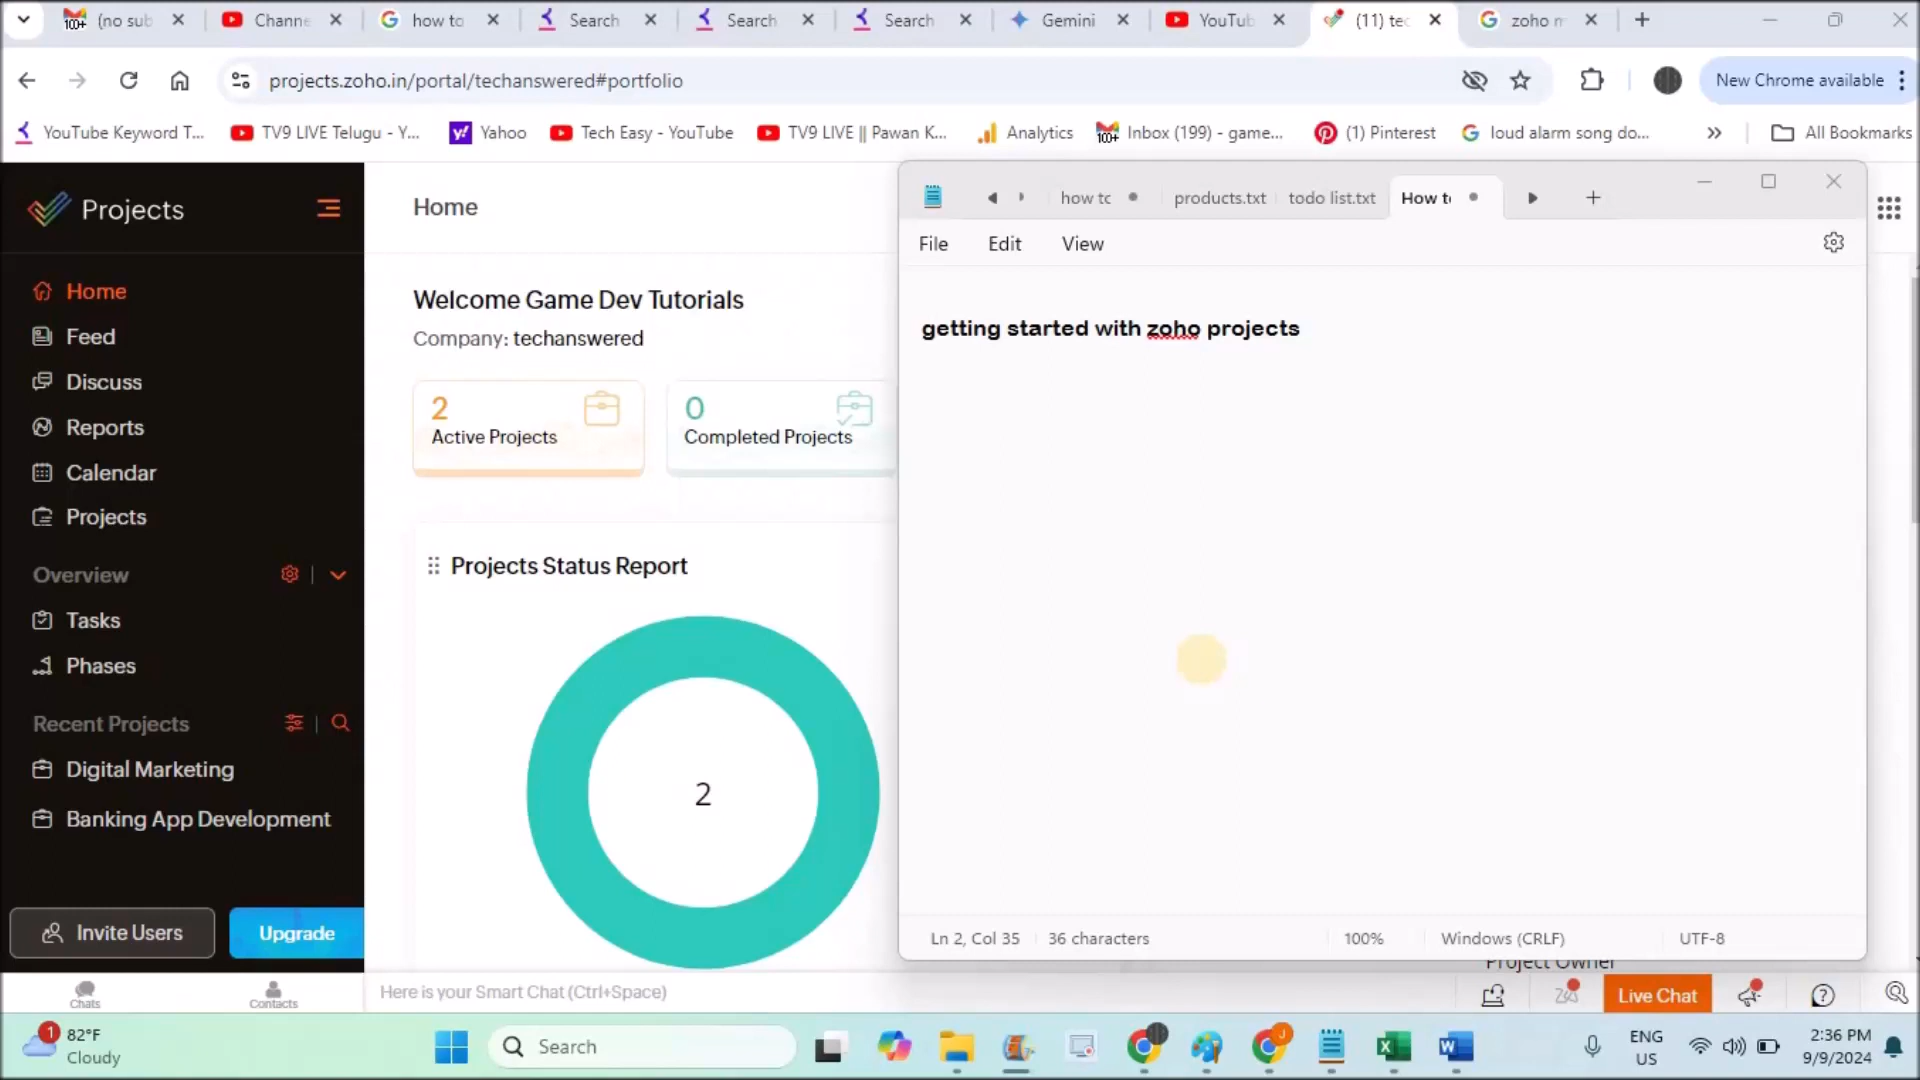 (no sub
Channe
how to
Search
Search
Search
Gemini
YouTub
(11) tec
zoho m
projects.zoho.in/portal/techanswered#portfolio
New Chrome available
YouTube Keyword T...
TV9 LIVE Telugu - Y...
Yahoo
Tech Easy - YouTube
TV9 LIVE || Pawan K...
Analytics
Inbox (199) - game...
(1) Pinterest
loud alarm song do...
All Bookmarks
Projects
Home
Feed
Discuss
Reports
Calendar
Projects
Overview
Tasks
Phases
Recent Projects
Digital Marketing
Banking App Development
Invite Users
Upgrade
Home
Welcome Game Dev Tutorials
Company: techanswered
2
Active Projects
0
Completed Projects
Projects Status Report
2
how to
products.txt
todo list.txt
How to
File
Edit
View
getting started with zoho projects
Ln 2, Col 35
36 characters
100%
Windows (CRLF)
UTF-8
Project Owner
Chats
Contacts
Here is your Smart Chat (Ctrl+Space)
Live Chat
1
82°F
Cloudy
Search
ENG
US
2:36 PM
9/9/2024